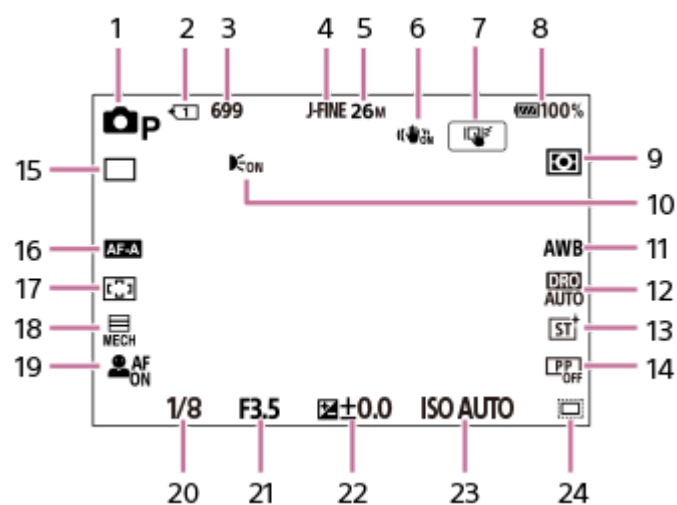 1 2 3 4 5 6 7 8
P 1 699 J-FINE 26M ON 100%
15 ON 9
10
16 AF-A AWB 11
17 DRO AUTO 12
18 MECH ST+ 13
19 AF ON PP OFF 14
1/8 F3.5 ±0.0 ISO AUTO
20 21 22 23 24